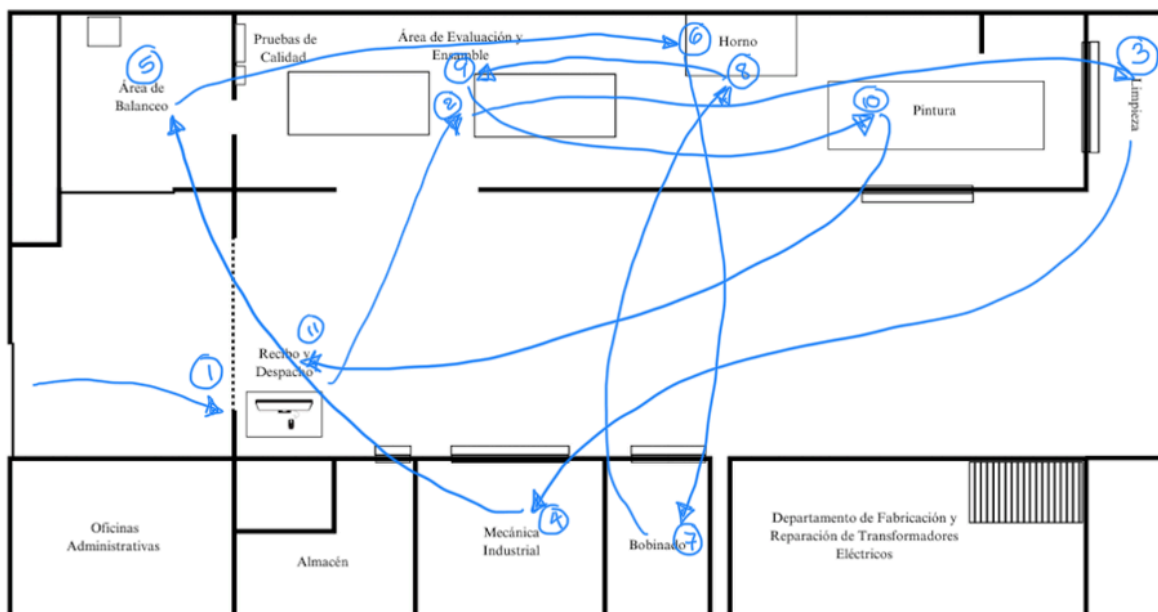 Pruebas de
Calidad
Área de Evaluación y
Ensamble
6
Horno
3
5
Área de
Balanceo
9
8
2
10
Pintura
Limpieza
11
1
Recibo y
Despacho
Oficinas
Administrativas
Almacén
4
Mecánica
Industrial
Bobinado
7
Departamento de Fabricación y
Reparación de Transformadores
Eléctricos